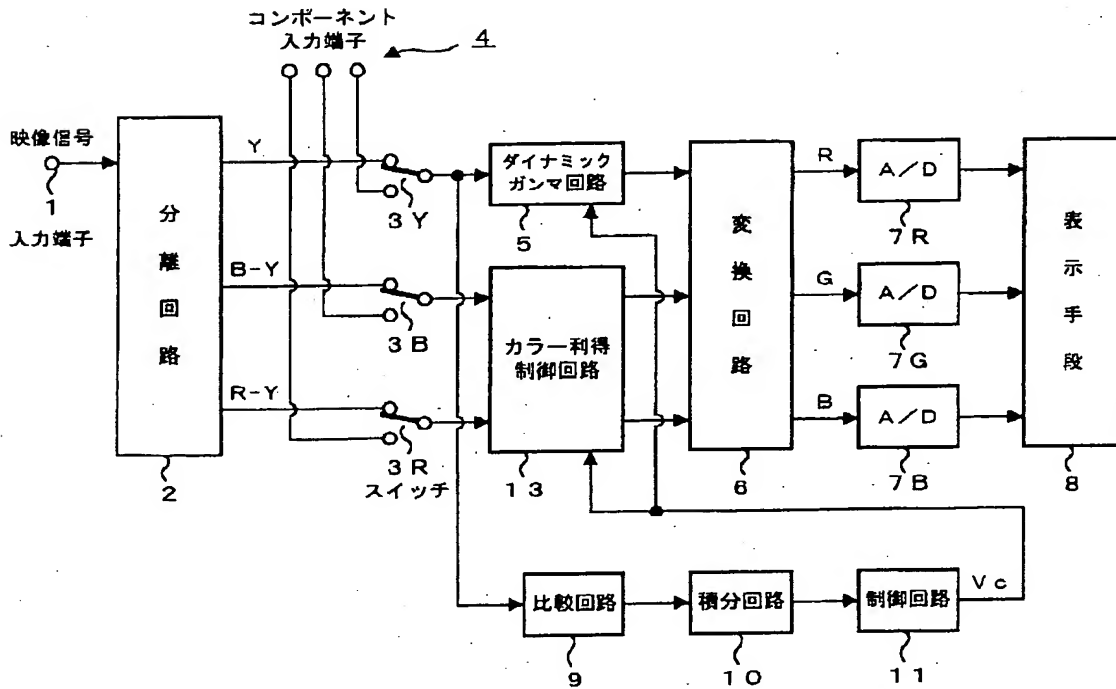 コンポーネント
入力端子
4
映像信号
1
入力端子
分離回路
2
Y
B-Y
R-Y
3Y
3B
3R
スイッチ
ダイナミック
ガンマ回路
5
カラー利得
制御回路
13
変換回路
6
R
G
B
A/D
7R
A/D
7G
A/D
7B
表示手段
8
比較回路
9
積分回路
10
制御回路
11
Vc